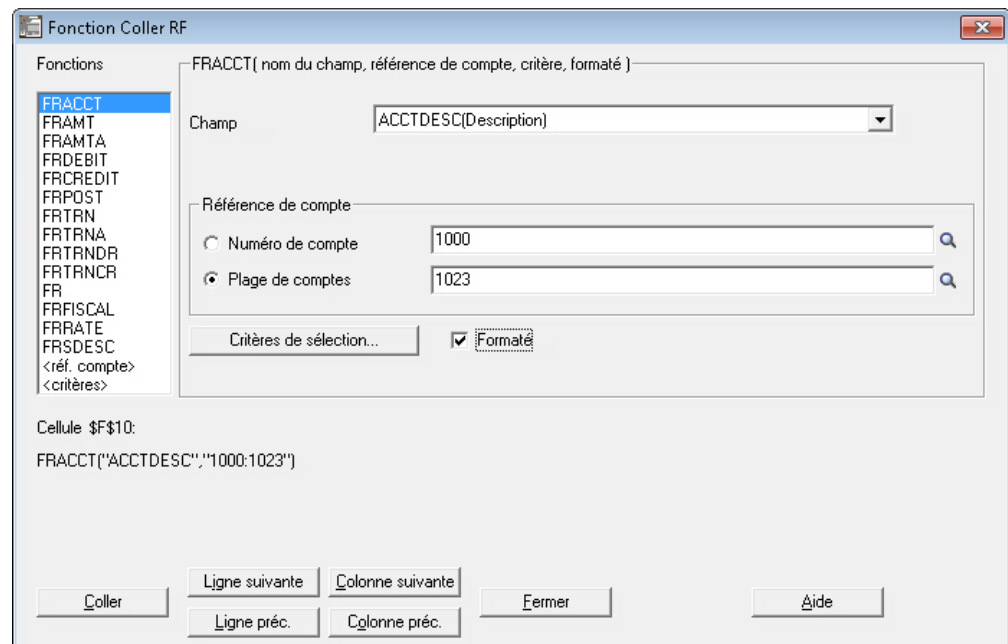 Fonction Coller RF
Fonctions
FRACCT
FRAMT
FRAMTA
FRDEBIT
FRCREDIT
FRPOST
FRTRN
FRTRNA
FRTRNDR
FRTRNCR
FR
FRFISCAL
FRRATE
FRSDESC
<réf. compte>
<critères>
FRACCT( nom du champ, référence de compte, critère, formaté )
Champ
ACCTDESC(Description)
Référence de compte
Numéro de compte
1000
Plage de comptes
1023
Critères de sélection...
Formaté
Cellule $F$10:
FRACCT("ACCTDESC","1000:1023")
Coller
Ligne suivante
Colonne suivante
Ligne préc.
Colonne préc.
Fermer
Aide